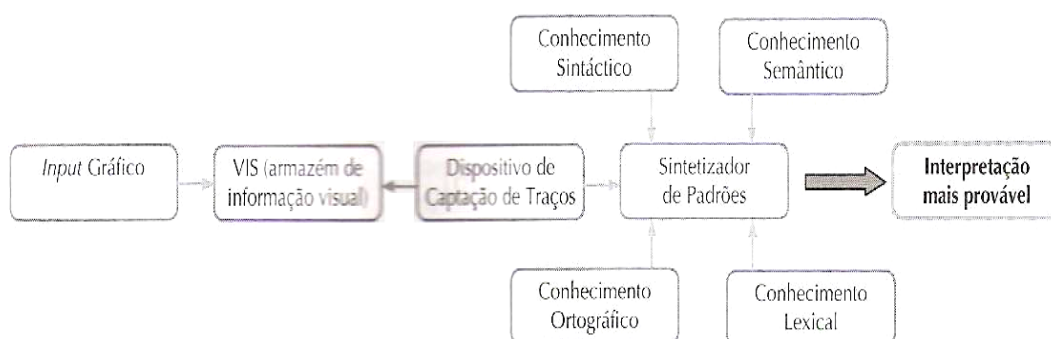 Conhecimento
Sintáctico
Conhecimento
Semântico
Input Gráfico
VIS (armazém de
informação visual)
Dispositivo de
Captação de Traços
Sintetizador
de Padrões
Interpretação
mais provável
Conhecimento
Ortográfico
Conhecimento
Lexical